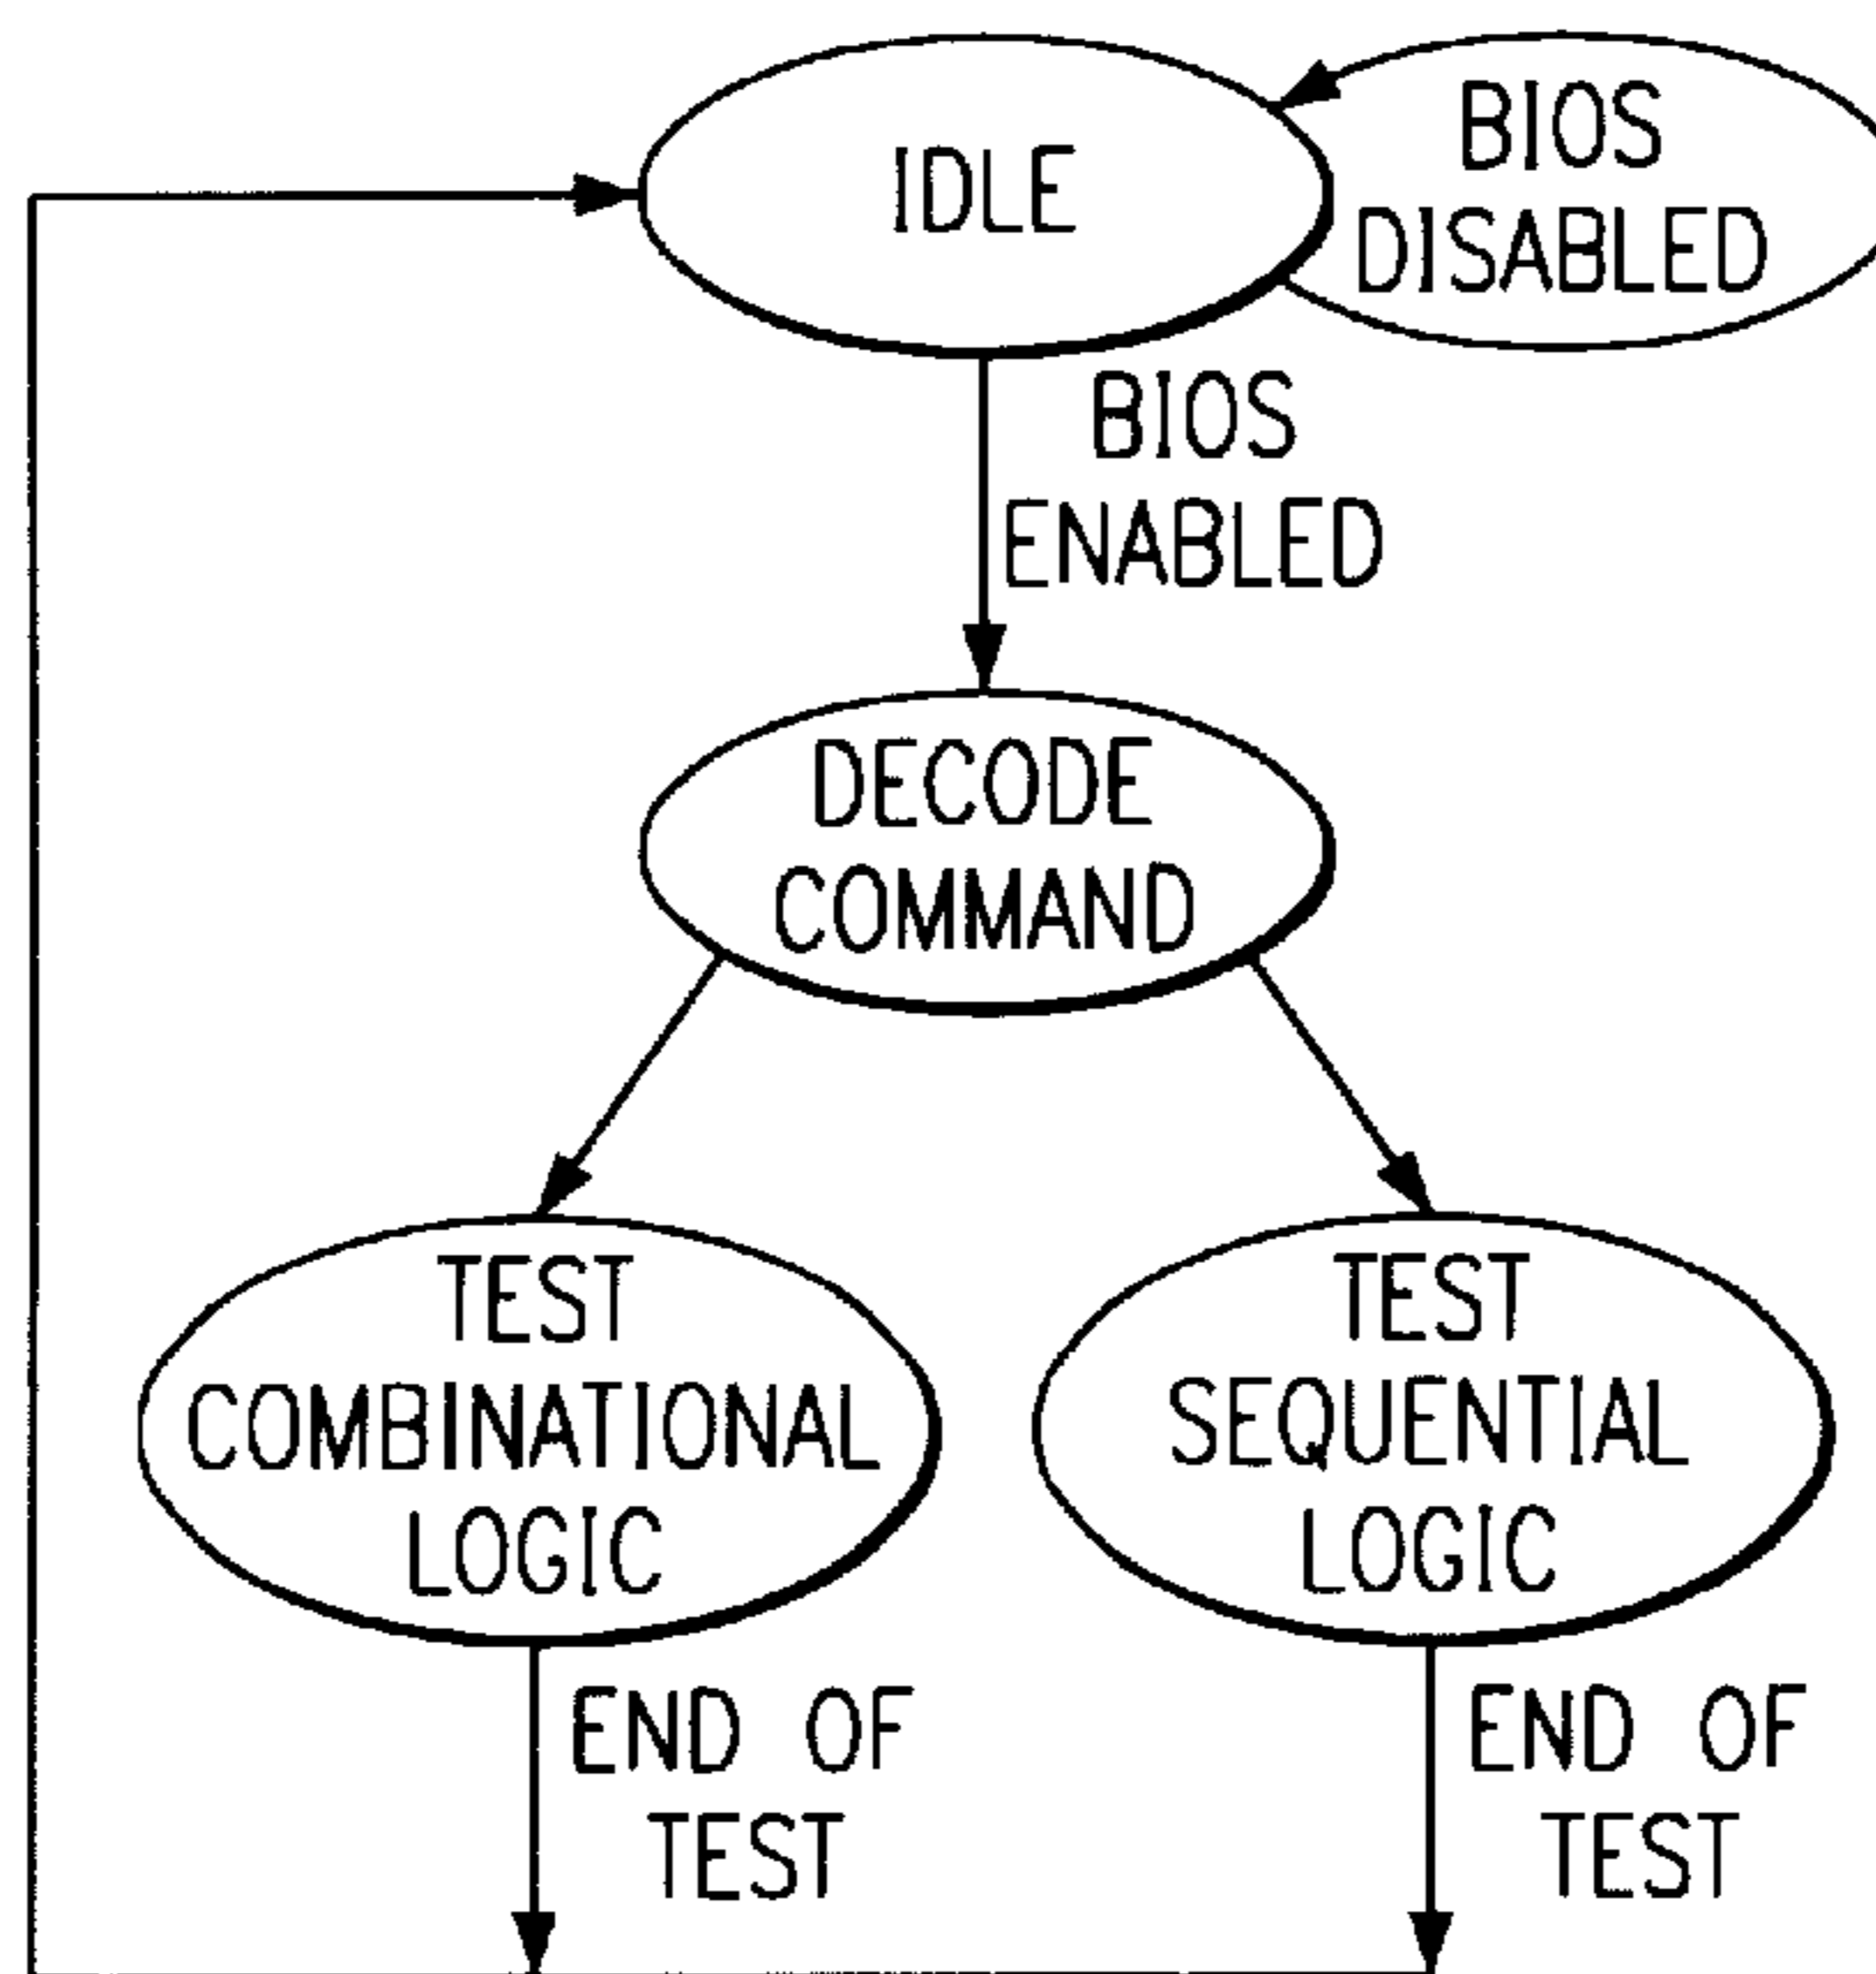 IDLE
BIOS
DISABLED
BIOS
ENABLED
DECODE
COMMAND
TEST
COMBINATIONAL
LOGIC
TEST
SEQUENTIAL
LOGIC
END OF
TEST
END OF
TEST